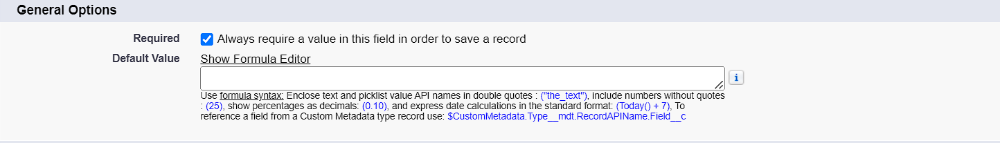 General Options
Required Always require a value in this field in order to save a record
Default Value Show Formula Editor
i
Use formula syntax: Enclose text and picklist value API names in double quotes : ("the_text"), include numbers without quotes
: (25), show percentages as decimals: (0.10), and express date calculations in the standard format: (Today() + 7), To
reference a field from a Custom Metadata type record use: $CustomMetadata.Type__mdt.RecordAPIName.Field__c